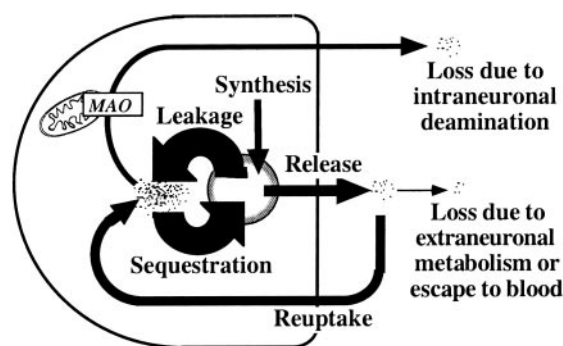 MAO
Synthesis
Leakage
Release
Sequestration
Reuptake
Loss due to
intraneuronal
deamination
Loss due to
extraneuronal
metabolism or
escape to blood